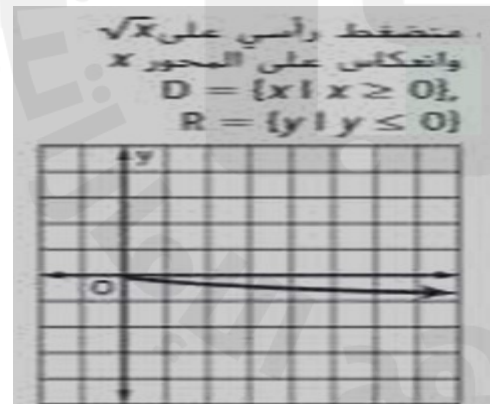 متضغط رأسي على √x
وانعكاس على المحور x
D = {x | x ≥ 0},
R = {y | y ≤ 0}
y
O